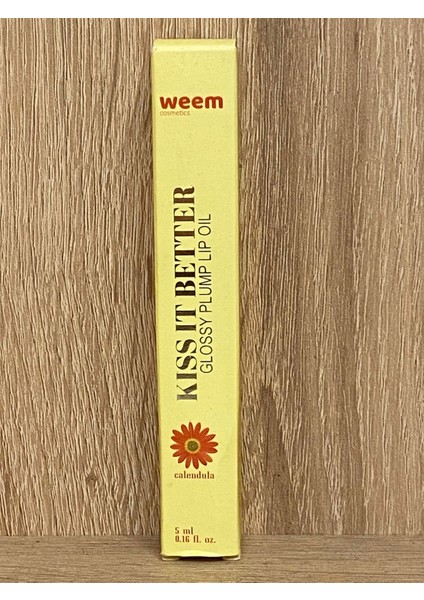 weem
cosmetics
KISS IT BETTER
GLOSSY PLUMP LIP OIL
calendula
5 ml
0.16 fl. oz.